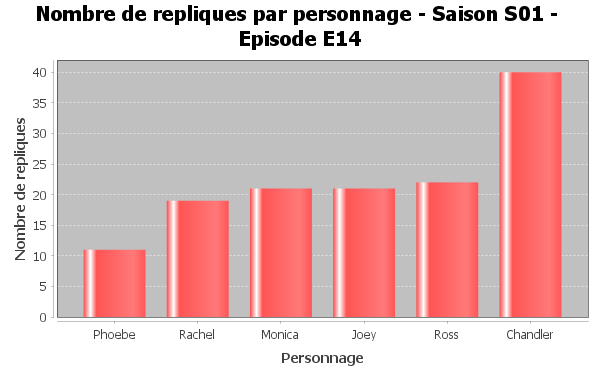 Nombre de repliques par personnage - Saison S01 -
Episode E14
Nombre de repliques
40
35
30
25
20
15
10
5
0
Phoebe Rachel Monica Joey Ross Chandler
Personnage